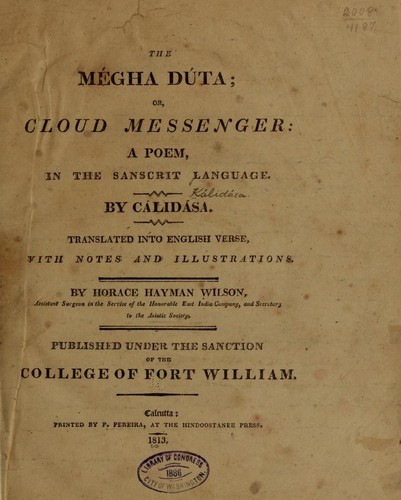 2008
4187
THE
MÉGHA DÚTA;
OR,
CLOUD MESSENGER:
A POEM,
IN THE SANSCRIT LANGUAGE.
Kálidása
BY CÁLIDÁSA.
TRANSLATED INTO ENGLISH VERSE,
WITH NOTES AND ILLUSTRATIONS.
BY HORACE HAYMAN WILSON,
Assistant Surgeon in the Service of the Honorable East India Company, and Secretary
to the Asiatic Society.
PUBLISHED UNDER THE SANCTION
OF THE
COLLEGE OF FORT WILLIAM.
Calcutta:
PRINTED BY P. PEREIRA, AT THE HINDOOSTANEE PRESS.
1813.
LIBRARY OF CONGRESS
1866
CITY OF WASHINGTON